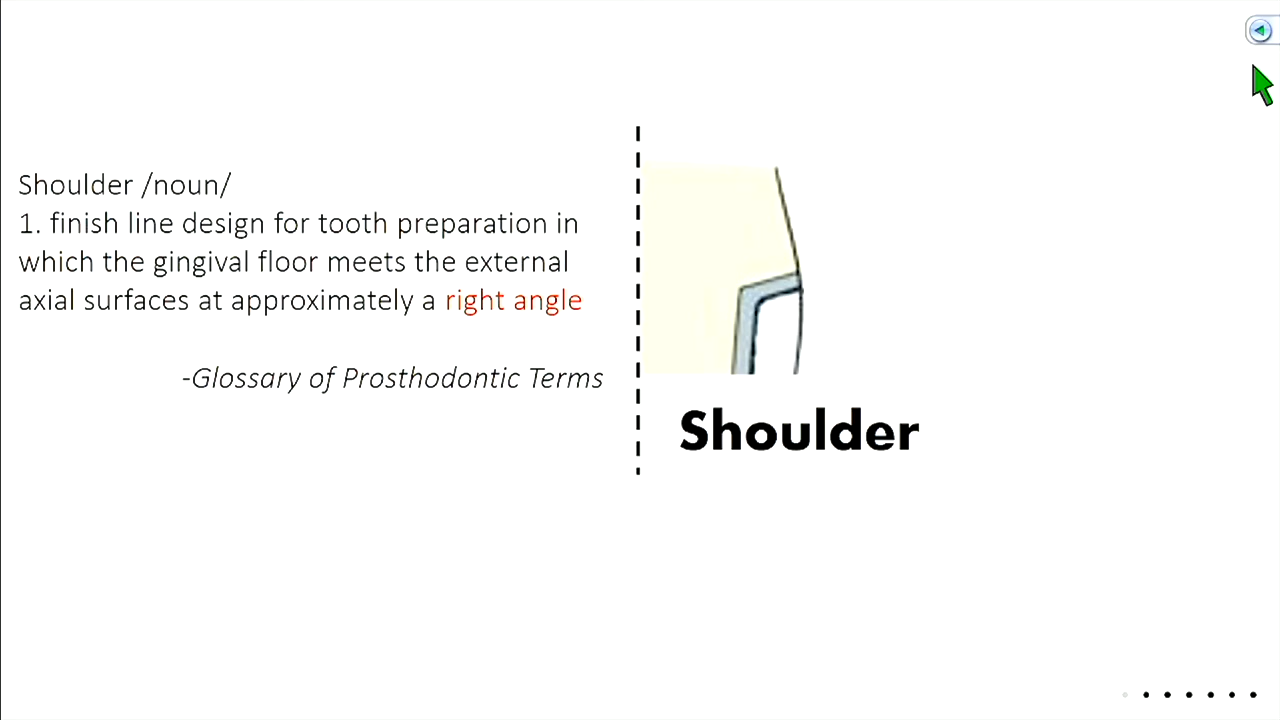 Shoulder /noun/
1. finish line design for tooth preparation in
which the gingival floor meets the external
axial surfaces at approximately a right angle
-Glossary of Prosthodontic Terms
Shoulder